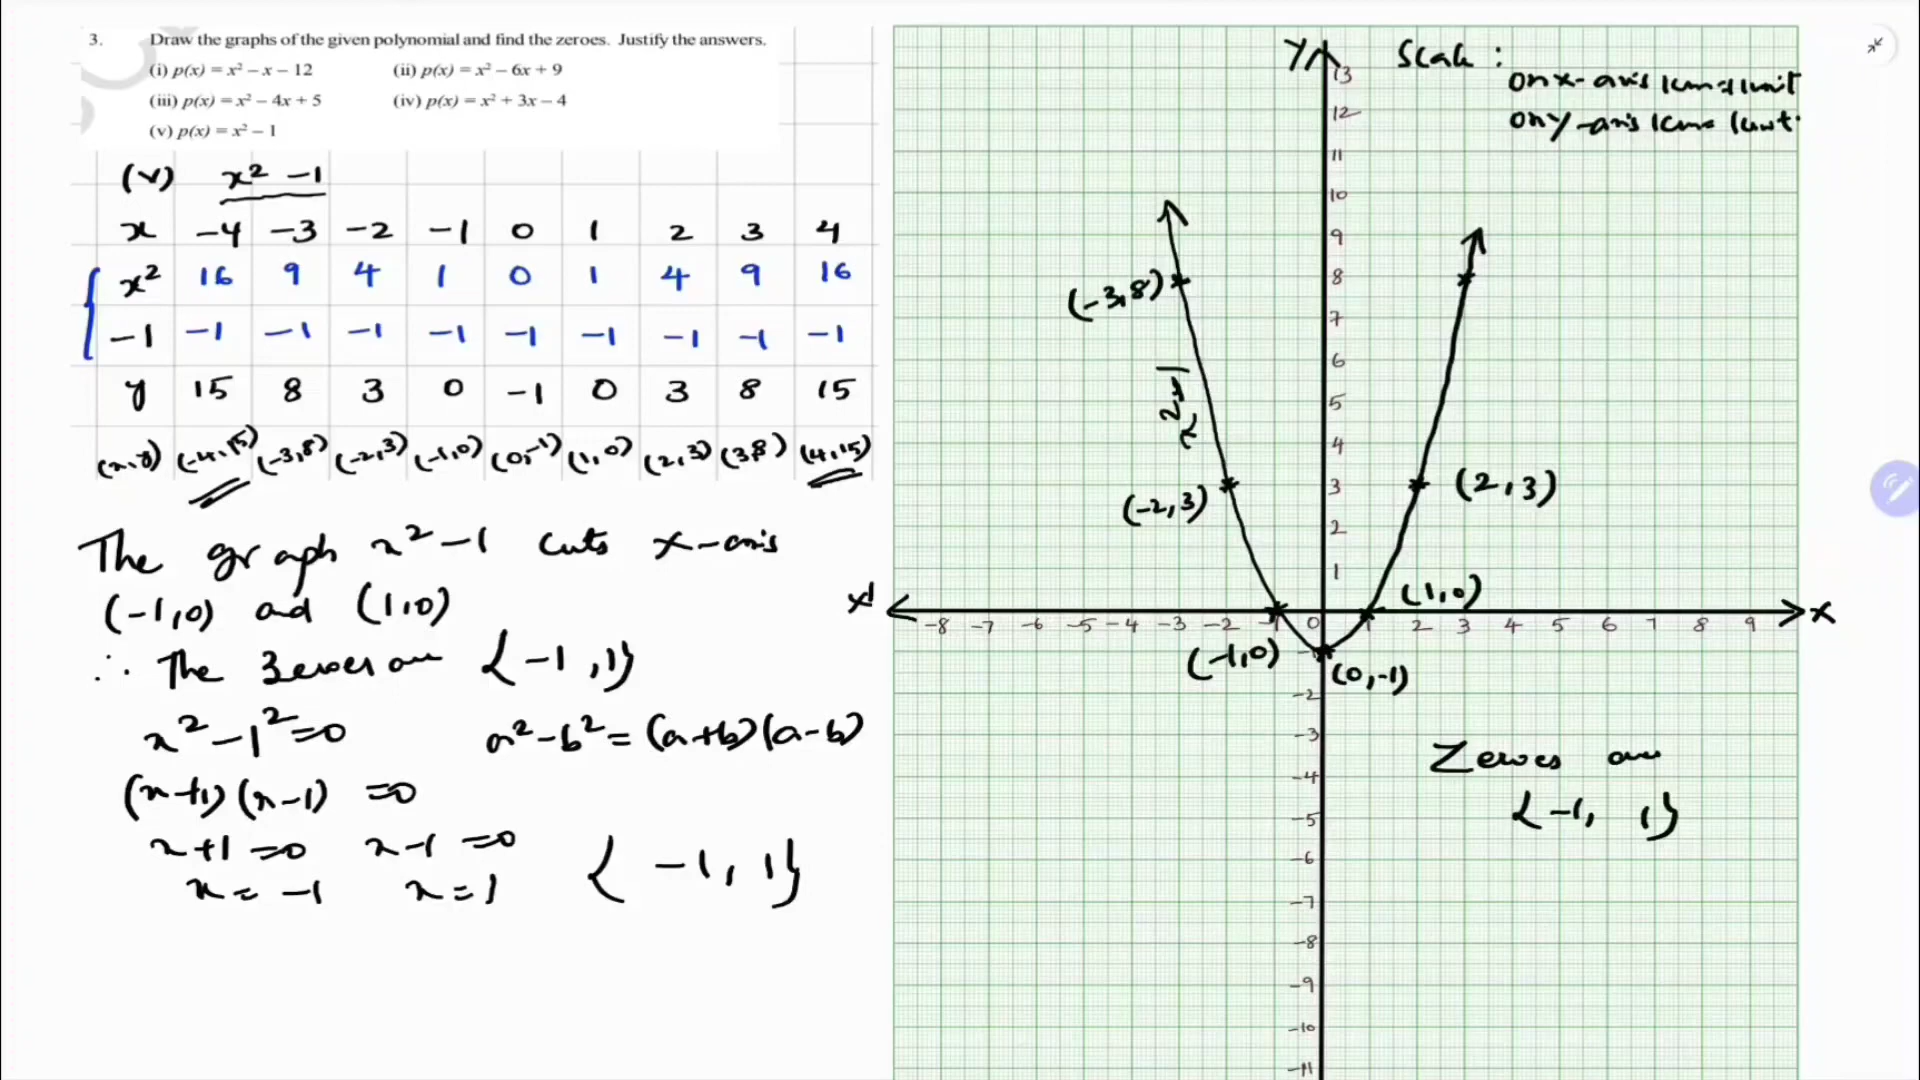 3. Draw the graphs of the given polynomial and find the zeroes. Justify the answers.
(i) p(x) = x² – x – 12 (ii) p(x) = x² – 6x + 9
(iii) p(x) = x² – 4x + 5 (iv) p(x) = x² + 3x – 4
(v) p(x) = x² – 1
(v) x² – 1
x -4 -3 -2 -1 0 1 2 3 4
x² 16 9 4 1 0 1 4 9 16
-1 -1 -1 -1 -1 -1 -1 -1 -1 -1
y 15 8 3 0 -1 0 3 8 15
(x,y) (-4,15) (-3,8) (-2,3) (-1,0) (0,-1) (1,0) (2,3) (3,8) (4,15)
The graph x² - 1 cuts x-axis
(-1,0) and (1,0)
∴ The zeroes are {-1, 1}
x² - 1² = 0 a² - b² = (a+b)(a-b)
(x+1)(x-1) = 0
x+1 = 0 x-1 = 0
x = -1 x = 1 {-1, 1}
Y
Scale :
on x-axis 1cm = 1unit
on y-axis 1cm = 1unit
13
12
11
10
9
8
7
6
5
4
3
2
1
(-3,8)
x²-1
(-2,3)
(2,3)
(1,0)
X' X
-8 -7 -6 -5 -4 -3 -2 -1 0 1 2 3 4 5 6 7 8 9
(-1,0)
(0,-1)
-1
-2
-3
-4
-5
-6
-7
-8
-9
-10
-11
Zeroes are
{-1, 1}